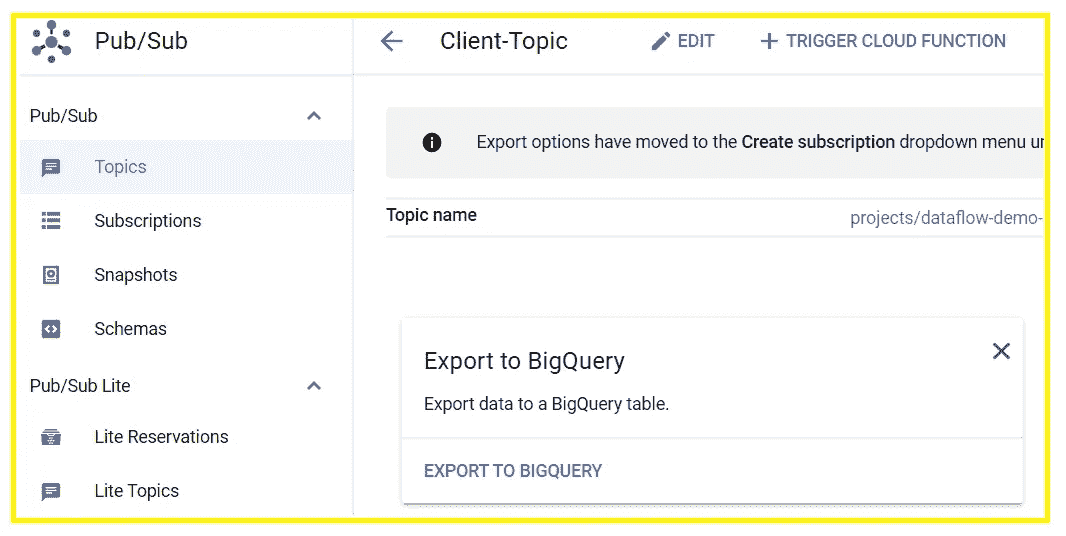 Pub/Sub
Client-Topic
EDIT
TRIGGER CLOUD FUNCTION
Pub/Sub
Topics
Subscriptions
Snapshots
Schemas
Pub/Sub Lite
Lite Reservations
Lite Topics
Export options have moved to the Create subscription dropdown menu
Topic name
projects/dataflow-demo-
Export to BigQuery
Export data to a BigQuery table.
EXPORT TO BIGQUERY